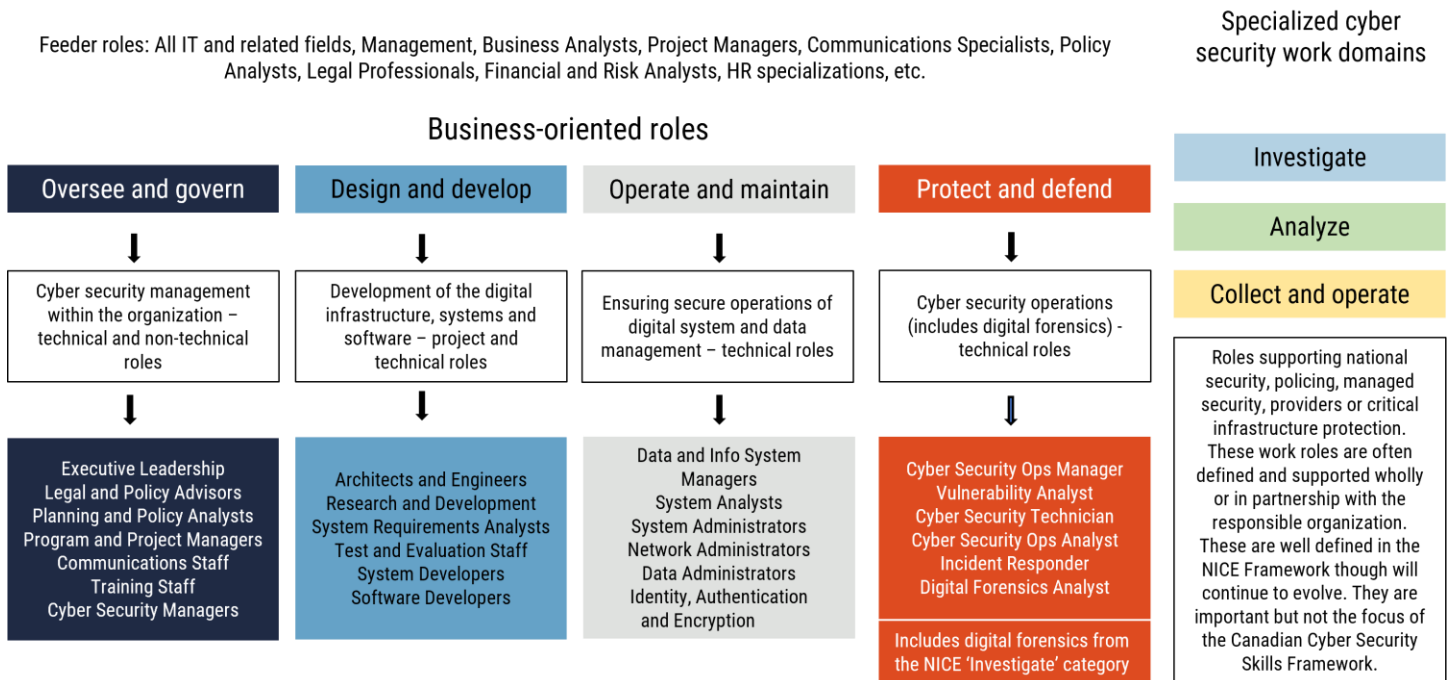 Feeder roles: All IT and related fields, Management, Business Analysts, Project Managers, Communications Specialists, Policy
Analysts, Legal Professionals, Financial and Risk Analysts, HR specializations, etc.
Business-oriented roles
Oversee and govern
Cyber security management
within the organization –
technical and non-technical
roles
Executive Leadership
Legal and Policy Advisors
Planning and Policy Analysts
Program and Project Managers
Communications Staff
Training Staff
Cyber Security Managers
Design and develop
Development of the digital
infrastructure, systems and
software – project and
technical roles
Architects and Engineers
Research and Development
System Requirements Analysts
Test and Evaluation Staff
System Developers
Software Developers
Operate and maintain
Ensuring secure operations of
digital system and data
management – technical roles
Data and Info System
Managers
System Analysts
System Administrators
Network Administrators
Data Administrators
Identity, Authentication
and Encryption
Protect and defend
Cyber security operations
(includes digital forensics) -
technical roles
Cyber Security Ops Manager
Vulnerability Analyst
Cyber Security Technician
Cyber Security Ops Analyst
Incident Responder
Digital Forensics Analyst
Includes digital forensics from
the NICE ‘Investigate’ category
Specialized cyber
security work domains
Investigate
Analyze
Collect and operate
Roles supporting national
security, policing, managed
security, providers or critical
infrastructure protection.
These work roles are often
defined and supported wholly
or in partnership with the
responsible organization.
These are well defined in the
NICE Framework though will
continue to evolve. They are
important but not the focus of
the Canadian Cyber Security
Skills Framework.